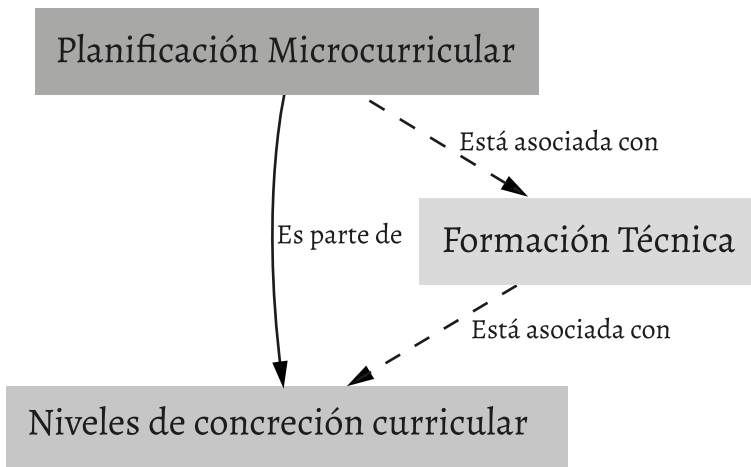 Planificación Microcurricular
Está asociada con
Es parte de
Formación Técnica
Está asociada con
Niveles de concreción curricular